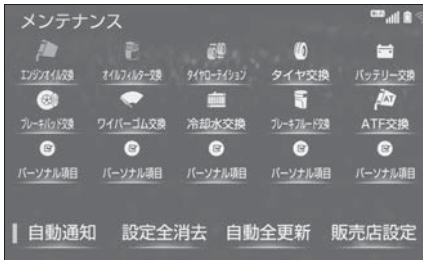 メンテナンス
エンジンオイル交換 オイルフィルター交換 タイヤローテイション タイヤ交換 バッテリー交換
ブレーキパッド交換 ワイパーゴム交換 冷却水交換 ブレーキフルード交換 ATF交換
パーソナル項目 パーソナル項目 パーソナル項目 パーソナル項目 パーソナル項目
自動通知 設定全消去 自動全更新 販売店設定